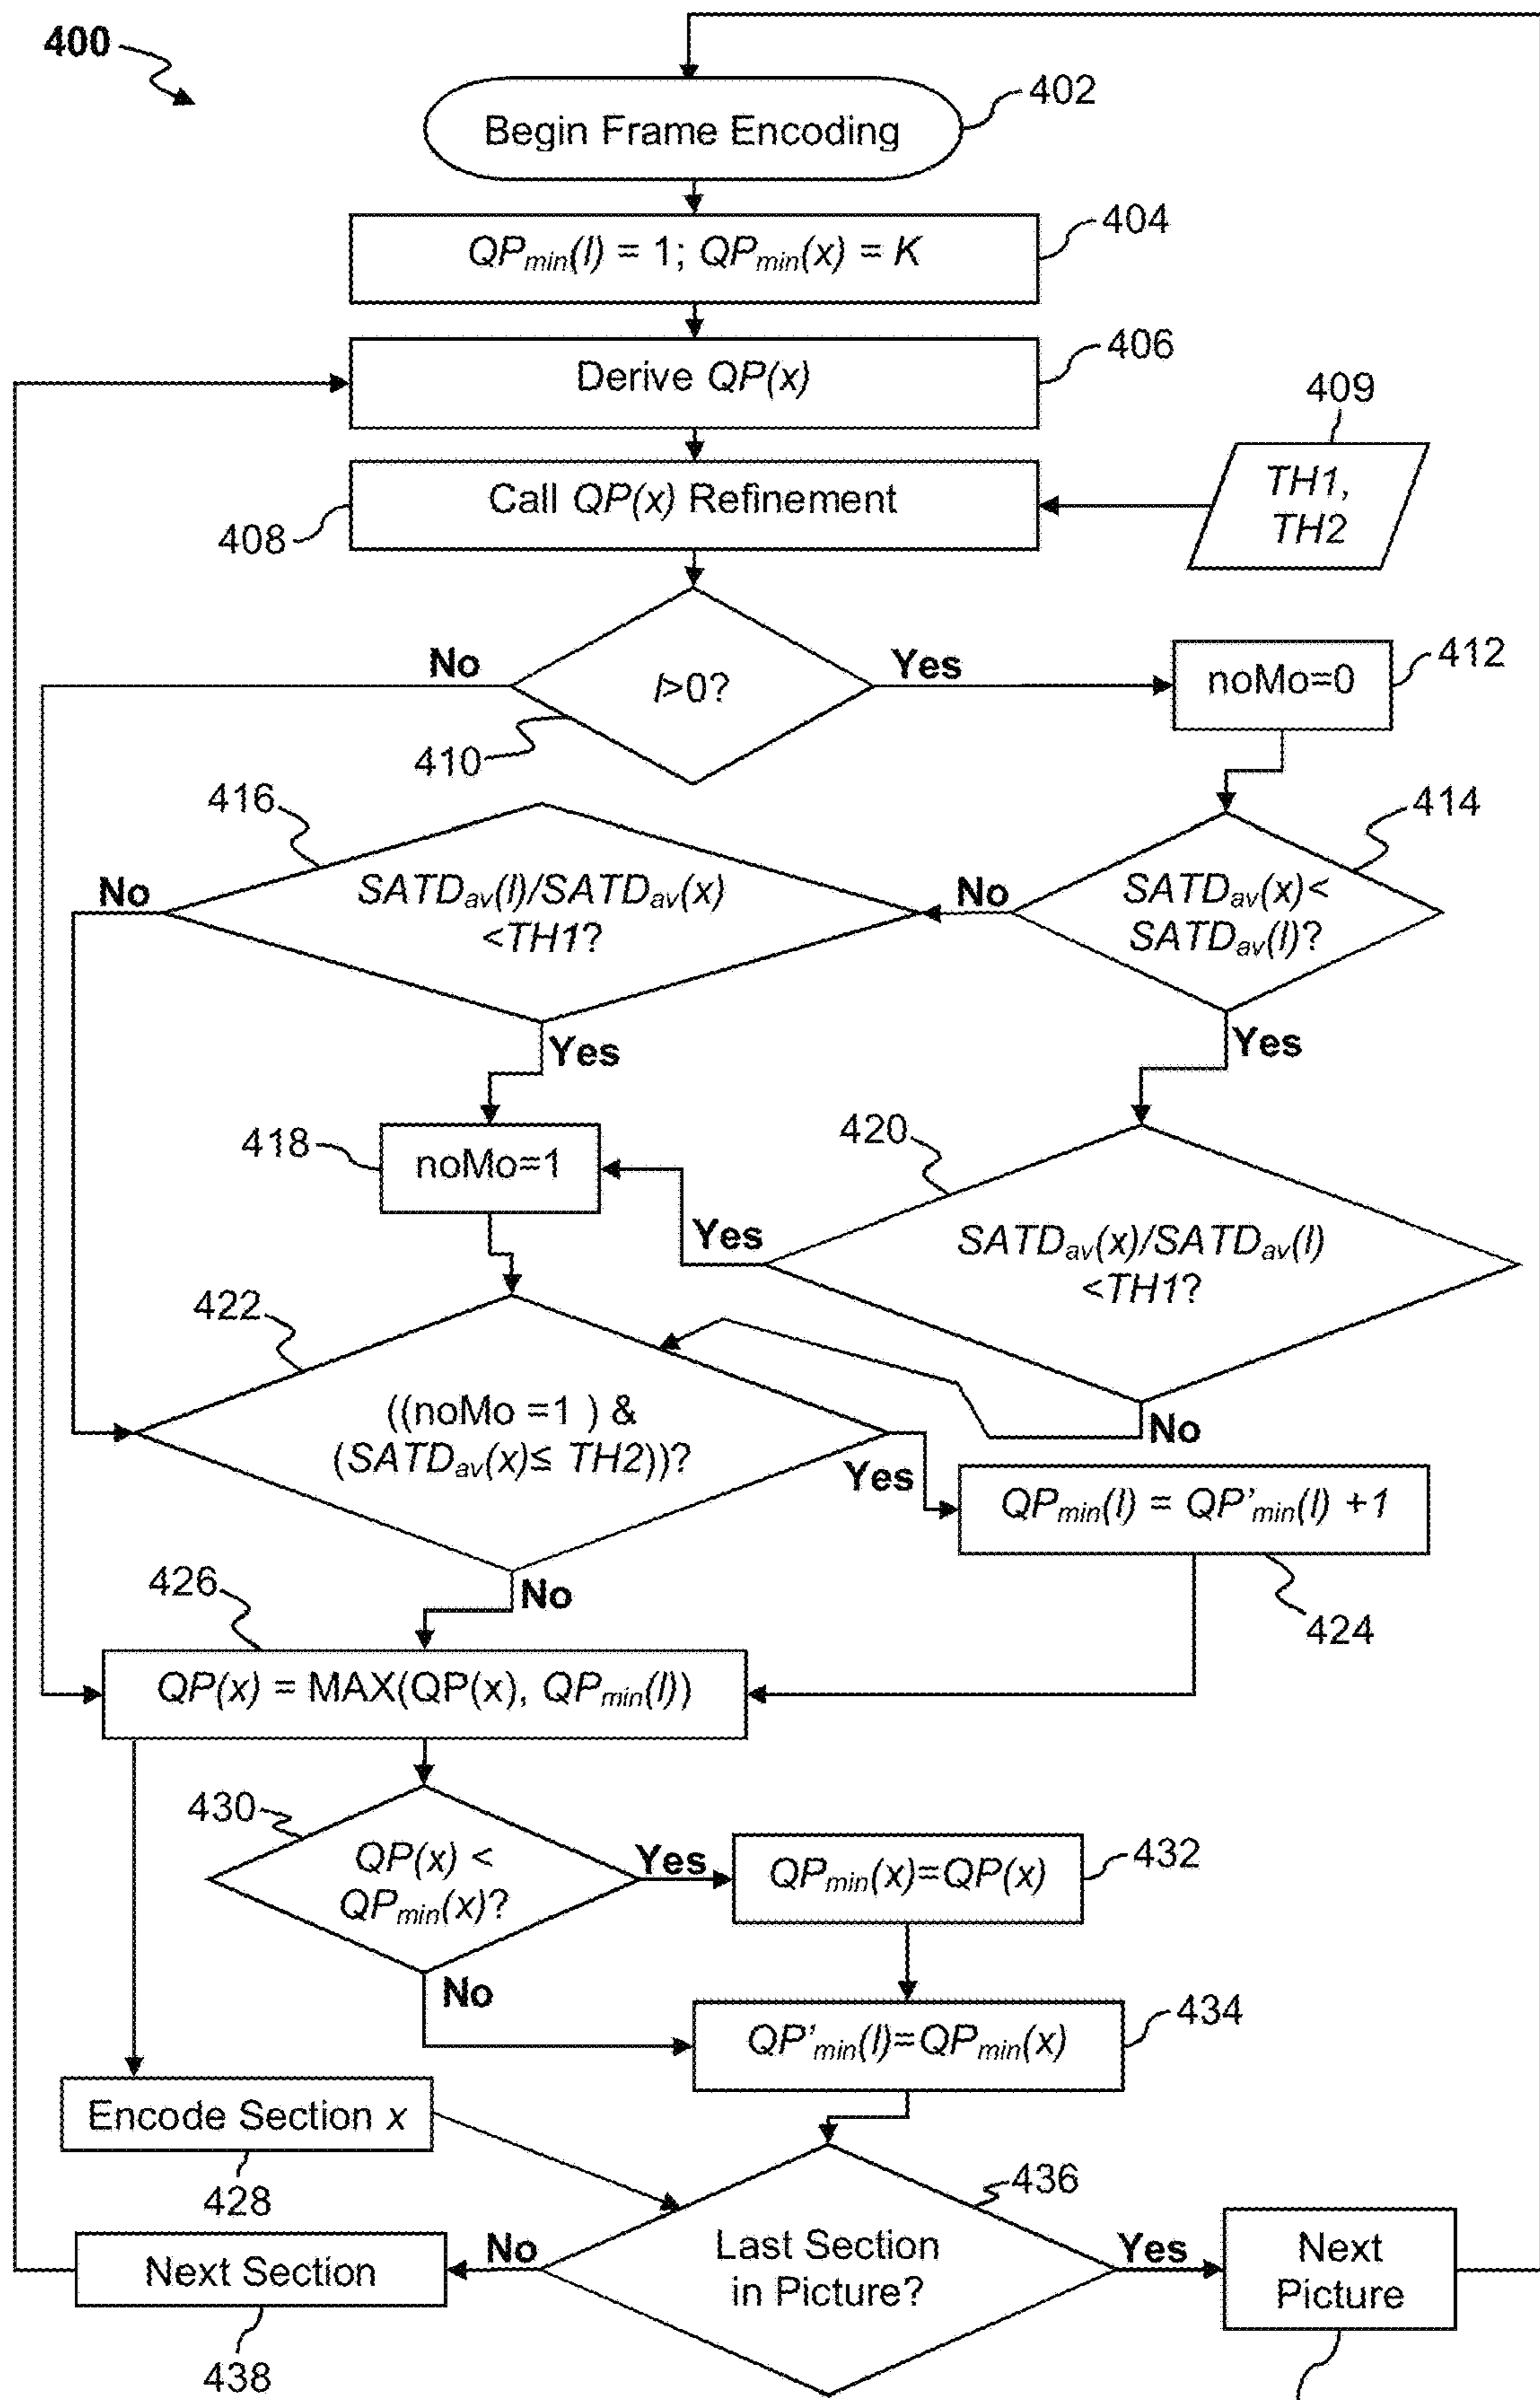 400
402
Begin Frame Encoding
404
QPmin(l) = 1; QPmin(x) = K
406
Derive QP(x)
409
Call QP(x) Refinement
TH1,
TH2
408
No
Yes
l>0?
noMo=0
412
410
416
414
No
SATDav(l)/SATDav(x)
<TH1?
No
SATDav(x)<
SATDav(l)?
Yes
Yes
420
418
noMo=1
Yes
SATDav(x)/SATDav(l)
<TH1?
422
((noMo =1 ) &
(SATDav(x)≤ TH2))?
No
Yes
QPmin(l) = QP’min(l) +1
426
No
424
QP(x) = MAX(QP(x), QPmin(l))
430
QP(x) <
QPmin(x)?
Yes
QPmin(x)=QP(x)
432
No
434
QP’min(l)=QPmin(x)
Encode Section x
428
436
Next Section
No
Last Section
in Picture?
Yes
Next
Picture
438